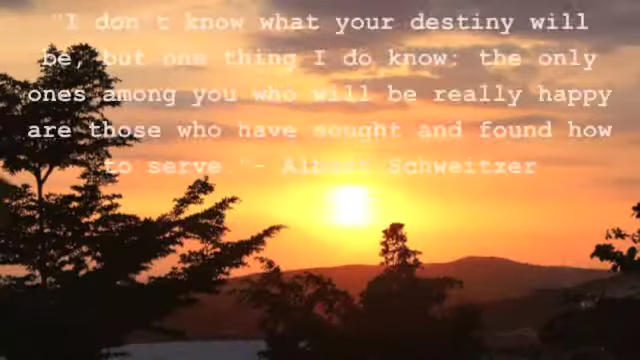 "I don't know what your destiny will
be, but one thing I do know: the only
ones among you who will be really happy
are those who have sought and found how
to serve."- Albert Schweitzer